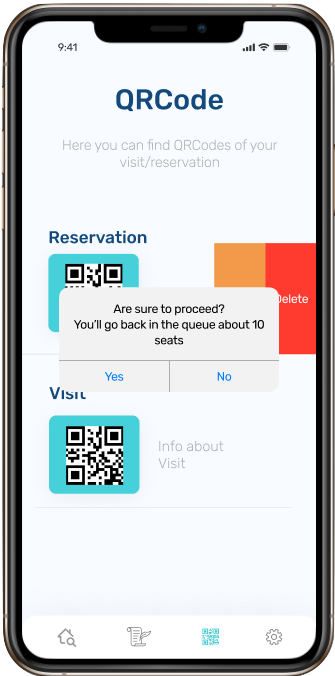 9:41
QRCode
Here you can find QRCodes of your
visit/reservation
Reservation
Delete
Are sure to proceed?
You'll go back in the queue about 10
seats
Yes No
Visit
Info about
Visit